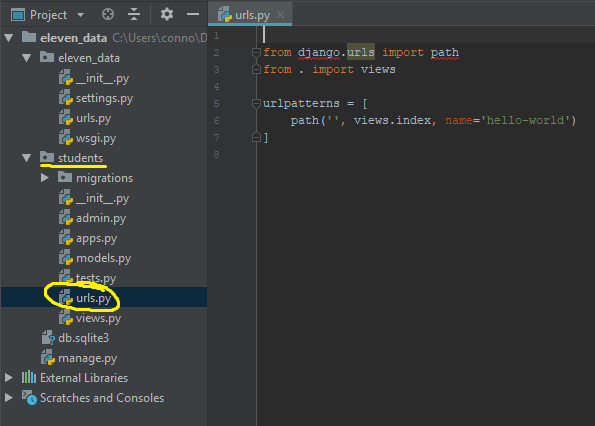 Project
urls.py
eleven_data C:\Users\conno\D
eleven_data
__init__.py
settings.py
urls.py
wsgi.py
students
migrations
__init__.py
admin.py
apps.py
models.py
tests.py
urls.py
views.py
db.sqlite3
manage.py
External Libraries
Scratches and Consoles
1
2 from django.urls import path
3 from . import views
4
5 urlpatterns = [
6 path('', views.index, name='hello-world')
7 ]
8